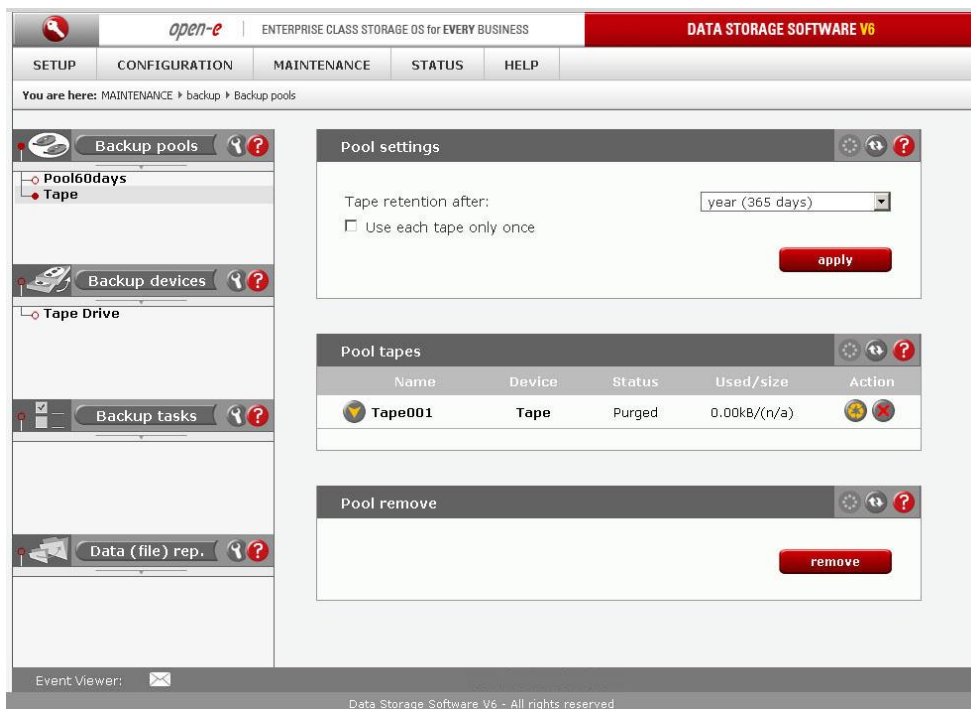 open-e
ENTERPRISE CLASS STORAGE OS for EVERY BUSINESS
DATA STORAGE SOFTWARE V6
SETUP CONFIGURATION MAINTENANCE STATUS HELP
You are here: MAINTENANCE ▸ backup ▸ Backup pools
Backup pools ?
Pool60days
Tape
Backup devices ?
Tape Drive
Backup tasks ?
Data (file) rep. ?
Pool settings ?
Tape retention after: year (365 days)
Use each tape only once
apply
Pool tapes ?
Name Device Status Used/size Action
Tape001 Tape Purged 0.00kB/(n/a)
Pool remove ?
remove
Event Viewer:
Data Storage Software V6 - All rights reserved